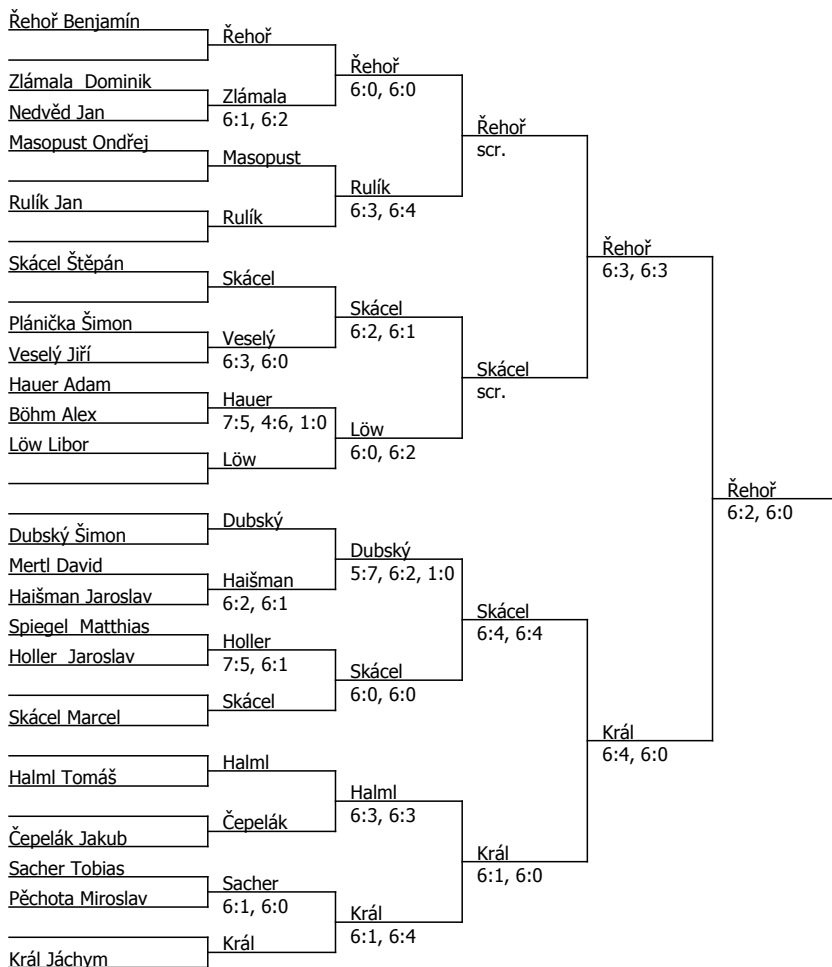 Řehoř Benjamín
Řehoř
Řehoř
6:0, 6:0
Zlámala  Dominik
Zlámala
6:1, 6:2
Nedvěd Jan
Řehoř
scr.
Masopust Ondřej
Masopust
Rulík
6:3, 6:4
Rulík Jan
Rulík
Řehoř
6:3, 6:3
Skácel Štěpán
Skácel
Skácel
6:2, 6:1
Plánička Šimon
Veselý
6:3, 6:0
Veselý Jiří
Skácel
scr.
Hauer Adam
Hauer
7:5, 4:6, 1:0
Böhm Alex
Löw
6:0, 6:2
Löw Libor
Löw
Řehoř
6:2, 6:0
Dubský
Dubský Šimon
Dubský
5:7, 6:2, 1:0
Mertl David
Haišman
6:2, 6:1
Haišman Jaroslav
Skácel
6:4, 6:4
Spiegel  Matthias
Holler
7:5, 6:1
Holler  Jaroslav
Skácel
6:0, 6:0
Skácel
Skácel Marcel
Král
6:4, 6:0
Halml
Halml Tomáš
Halml
6:3, 6:3
Čepelák
Čepelák Jakub
Král
6:1, 6:0
Sacher Tobias
Sacher
6:1, 6:0
Pěchota Miroslav
Král
6:1, 6:4
Král
Král Jáchym